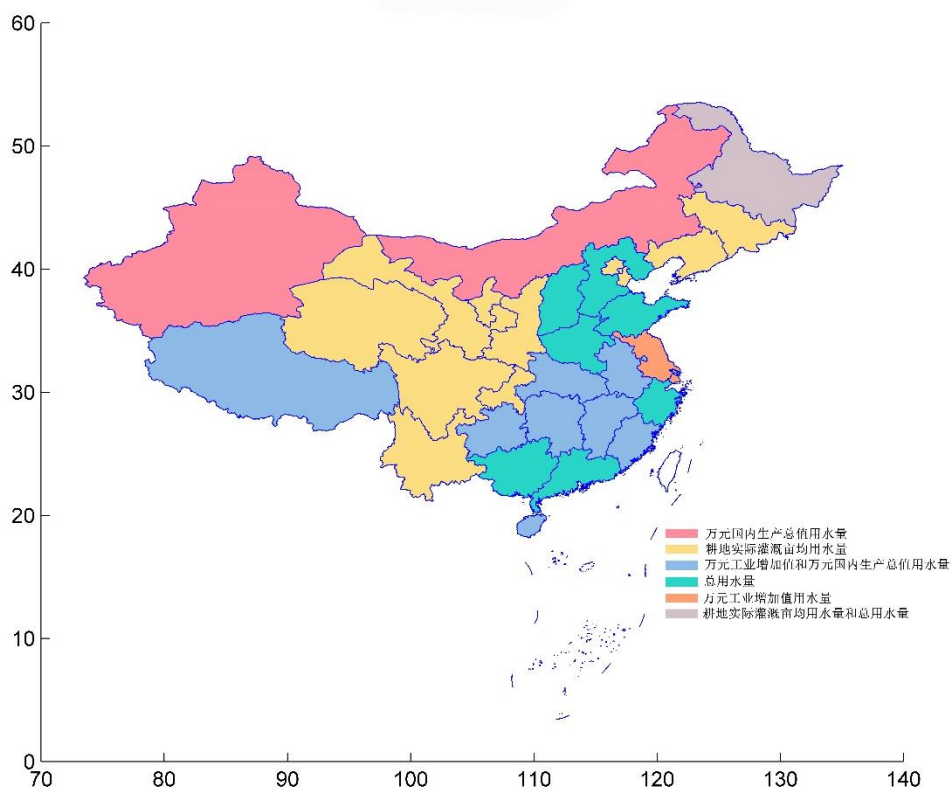 60
50
40
30
20
10
0
万元国内生产总值用水量
耕地实际灌溉亩均用水量
万元工业增加值和万元国内生产总值用水量
总用水量
万元工业增加值用水量
耕地实际灌溉亩均用水量和总用水量
70 80 90 100 110 120 130 140